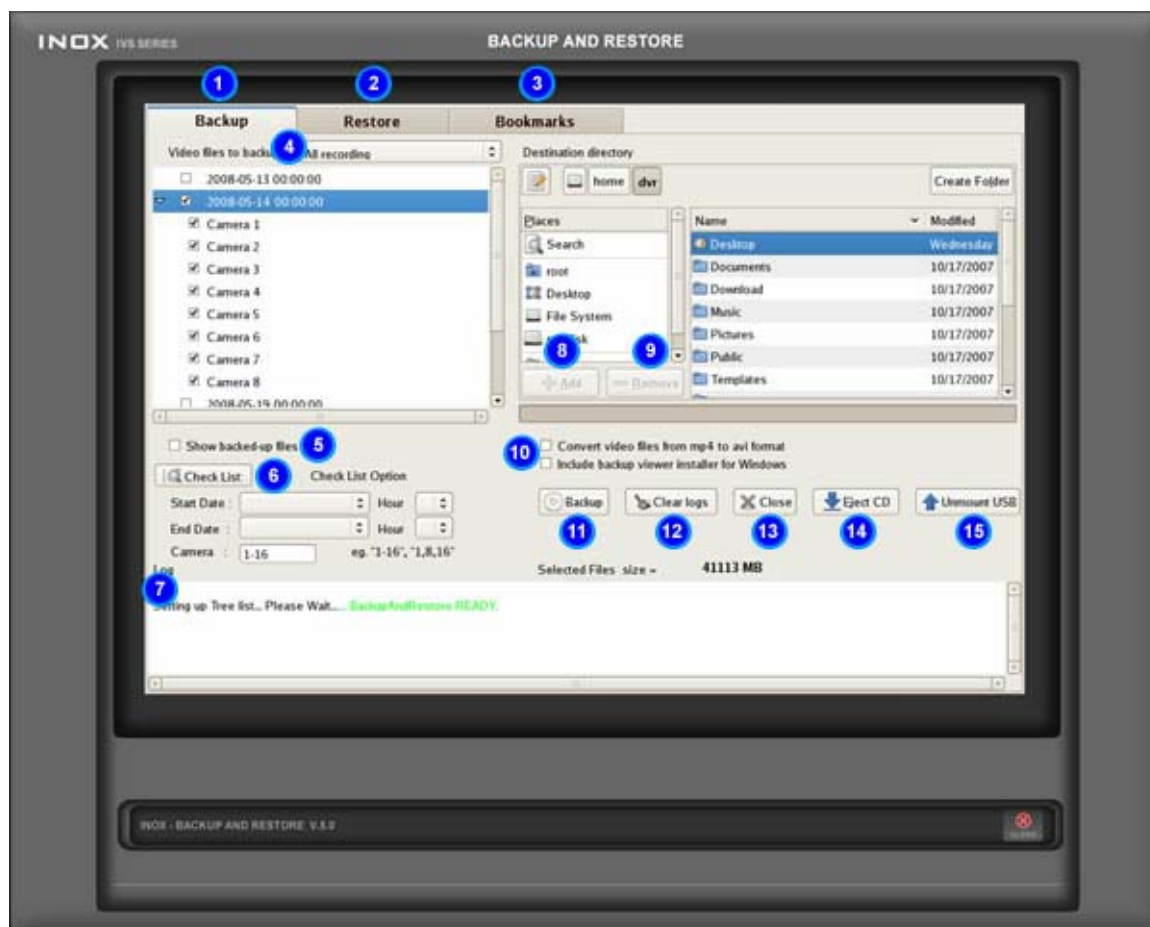 INOX IVS SERIES
BACKUP AND RESTORE
1
2
3
Backup
Restore
Bookmarks
4
Video files to backup
All recording
2008-05-13 00:00:00
2008-05-14 00:00:00
Camera 1
Camera 2
Camera 3
Camera 4
Camera 5
Camera 6
Camera 7
Camera 8
2008-05-19 00:00:00
Destination directory
home
dvr
Create Folder
Places
Search
root
Desktop
File System
8
9
Add
Remove
Name
Modified
Desktop
Wednesday
Documents
10/17/2007
Download
10/17/2007
Music
10/17/2007
Pictures
10/17/2007
Public
10/17/2007
Templates
10/17/2007
Show backed-up files
5
Check List
6
Check List Option
Start Date :
Hour
End Date :
Hour
Camera :
1-16
eg. "1-16", "1,8,16"
10
Convert video files from mp4 to avi format
Include backup viewer installer for Windows
Backup
Clear logs
Close
Eject CD
Unmount USB
11
12
13
14
15
Selected Files size =
41113 MB
Log
7
Setting up Tree list... Please Wait..... BackupAndRestore READY.
INOX - BACKUP AND RESTORE V.5.0